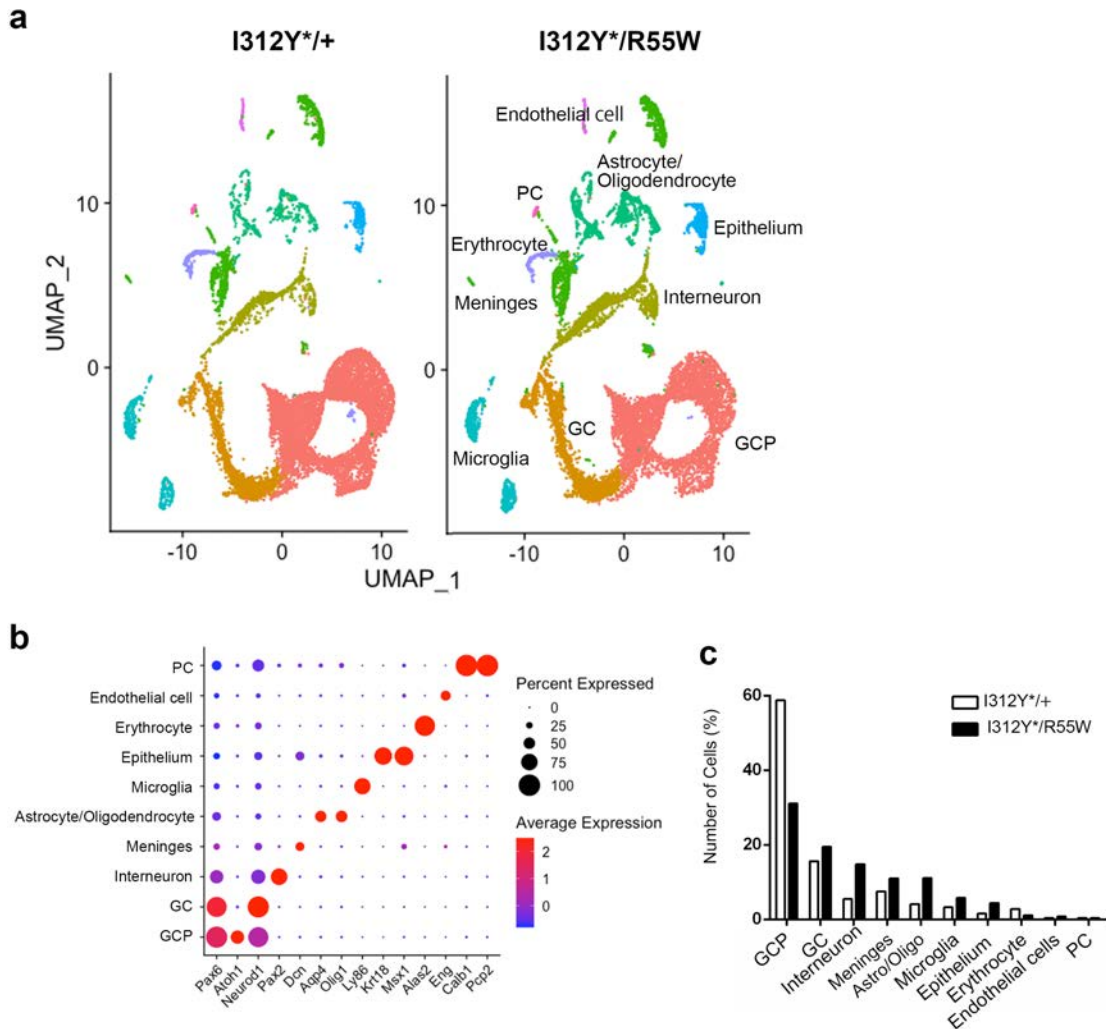 a
I312Y*/+
I312Y*/R55W
UMAP_2
10
0
-10
0
10
10
0
-10
0
10
UMAP_1
Endothelial cell
Astrocyte/
Oligodendrocyte
PC
Epithelium
Erythrocyte
Meninges
Interneuron
GC
GCP
Microglia
b
PC
Endothelial cell
Erythrocyte
Epithelium
Microglia
Astrocyte/Oligodendrocyte
Meninges
Interneuron
GC
GCP
Pax6
Atoh1
Neurod1
Pax2
Dcn
Aqp4
Olig1
Ly86
Krt18
Msx1
Alas2
Eng
Calb1
Pcp2
Percent Expressed
0
25
50
75
100
Average Expression
2
1
0
c
Number of Cells (%)
60
40
20
0
I312Y*/+
I312Y*/R55W
GCP
GC
Interneuron
Meninges
Astro/Oligo
Microglia
Epithelium
Erythrocyte
Endothelial cells
PC